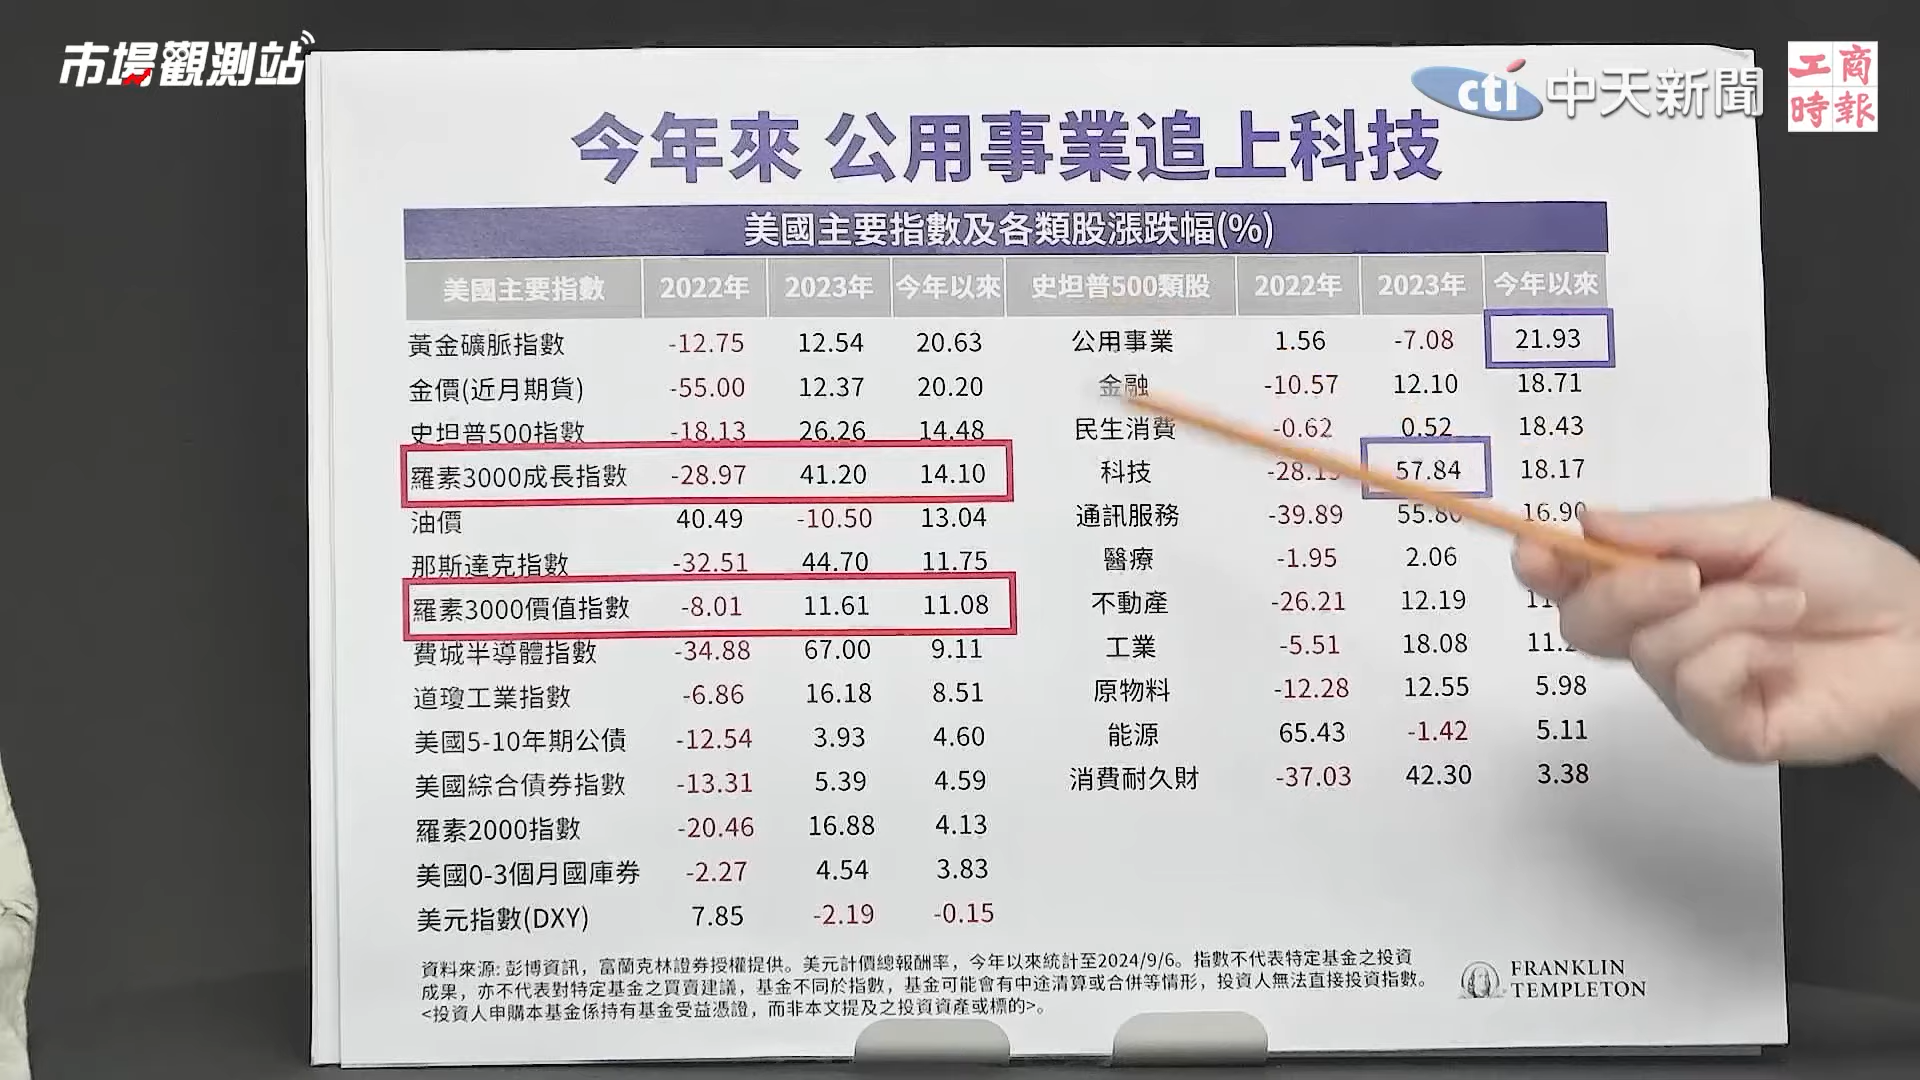 市場觀測站
cti 中天新聞
工商時報
今年來 公用事業追上科技
美國主要指數及各類股漲跌幅(%)
美國主要指數 2022年 2023年 今年以來 史坦普500類股 2022年 2023年 今年以來
黃金礦脈指數 -12.75 12.54 20.63 公用事業 1.56 -7.08 21.93
金價(近月期貨) -55.00 12.37 20.20 金融 -10.57 12.10 18.71
史坦普500指數 -18.13 26.26 14.48 民生消費 -0.62 0.52 18.43
羅素3000成長指數 -28.97 41.20 14.10 科技 57.84 18.17
油價 40.49 -10.50 13.04 通訊服務 -39.89 16.90
那斯達克指數 -32.51 44.70 11.75 醫療 -1.95 2.06
羅素3000價值指數 -8.01 11.61 11.08 不動產 -26.21 12.19
費城半導體指數 -34.88 67.00 9.11 工業 -5.51 18.08
道瓊工業指數 -6.86 16.18 8.51 原物料 -12.28 12.55 5.98
美國5-10年期公債 -12.54 3.93 4.60 能源 65.43 -1.42 5.11
美國綜合債券指數 -13.31 5.39 4.59 消費耐久財 -37.03 42.30 3.38
羅素2000指數 -20.46 16.88 4.13
美國0-3個月國庫券 -2.27 4.54 3.83
美元指數(DXY) 7.85 -2.19 -0.15
資料來源: 彭博資訊，富蘭克林證券授權提供。美元計價總報酬率，今年以來統計至2024/9/6。指數不代表特定基金之投資
成果，亦不代表對特定基金之買賣建議，基金不同於指數，基金可能會有中途清算或合併等情形，投資人無法直接投資指數。
<投資人申購本基金係持有基金受益憑證，而非本文提及之投資資產或標的>。
FRANKLIN
TEMPLETON